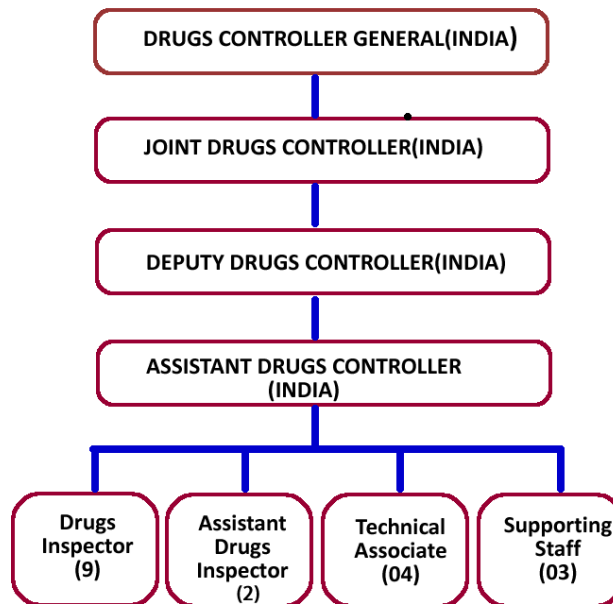 DRUGS CONTROLLER GENERAL(INDIA)
JOINT DRUGS CONTROLLER(INDIA)
DEPUTY DRUGS CONTROLLER(INDIA)
ASSISTANT DRUGS CONTROLLER
(INDIA)
Drugs
Inspector
(9)
Assistant
Drugs
Inspector
(2)
Technical
Associate
(04)
Supporting
Staff
(03)